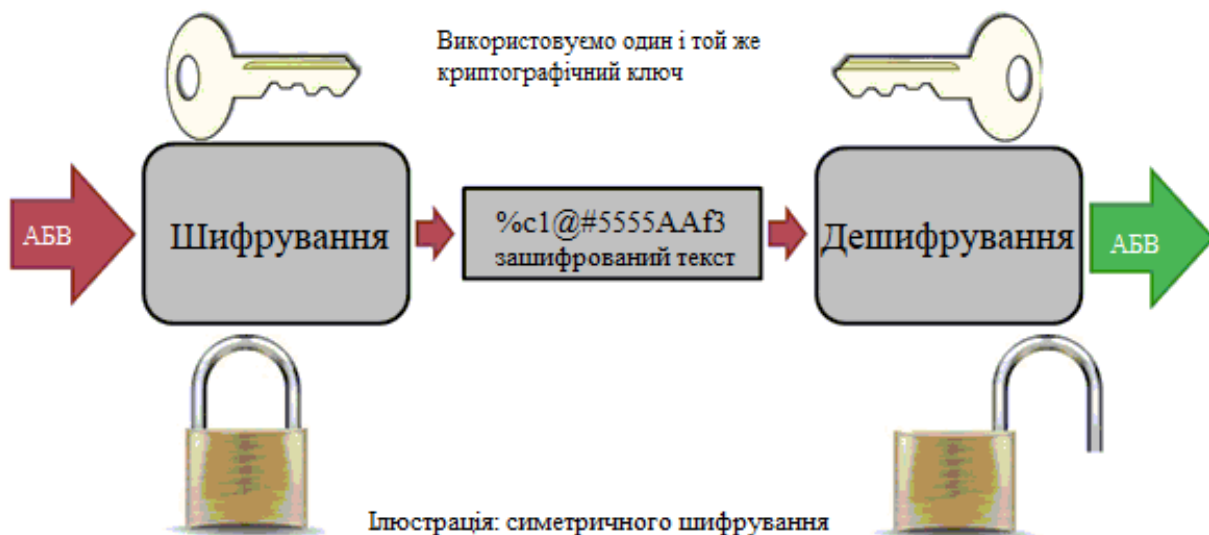 Використовуємо один і той же
криптографічний ключ
АБВ
Шифрування
%c1@#5555AAf3
зашифрований текст
Дешифрування
АБВ
Ілюстрація: симетричного шифрування